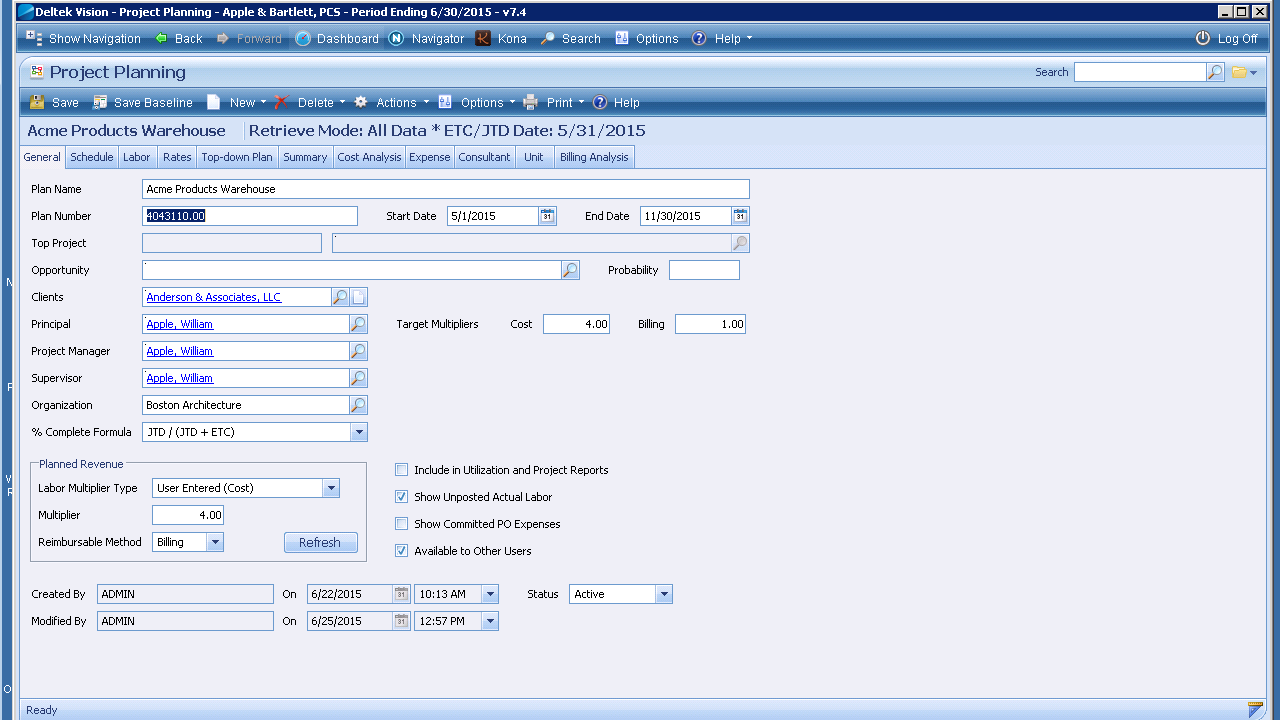 Deltek Vision - Project Planning - Apple & Bartlett, PCS - Period Ending 6/30/2015 - v7.4
Show Navigation Back Forward Dashboard Navigator Kona Search Options Help Log Off
Project Planning Search
Save Save Baseline New Delete Actions Options Print Help
Acme Products Warehouse Retrieve Mode: All Data * ETC/JTD Date: 5/31/2015
General Schedule Labor Rates Top-down Plan Summary Cost Analysis Expense Consultant Unit Billing Analysis
Plan Name Acme Products Warehouse
Plan Number 4043110.00 Start Date 5/1/2015 31 End Date 11/30/2015 31
Top Project
Opportunity Probability
Clients Anderson & Associates, LLC
Principal Apple, William Target Multipliers Cost 4.00 Billing 1.00
Project Manager Apple, William
Supervisor Apple, William
Organization Boston Architecture
% Complete Formula JTD / (JTD + ETC)
Planned Revenue
Include in Utilization and Project Reports
Labor Multiplier Type User Entered (Cost)
Show Unposted Actual Labor
Multiplier 4.00
Show Committed PO Expenses
Reimbursable Method Billing Refresh
Available to Other Users
Created By ADMIN On 6/22/2015 31 10:13 AM Status Active
Modified By ADMIN On 6/25/2015 31 12:57 PM
Ready